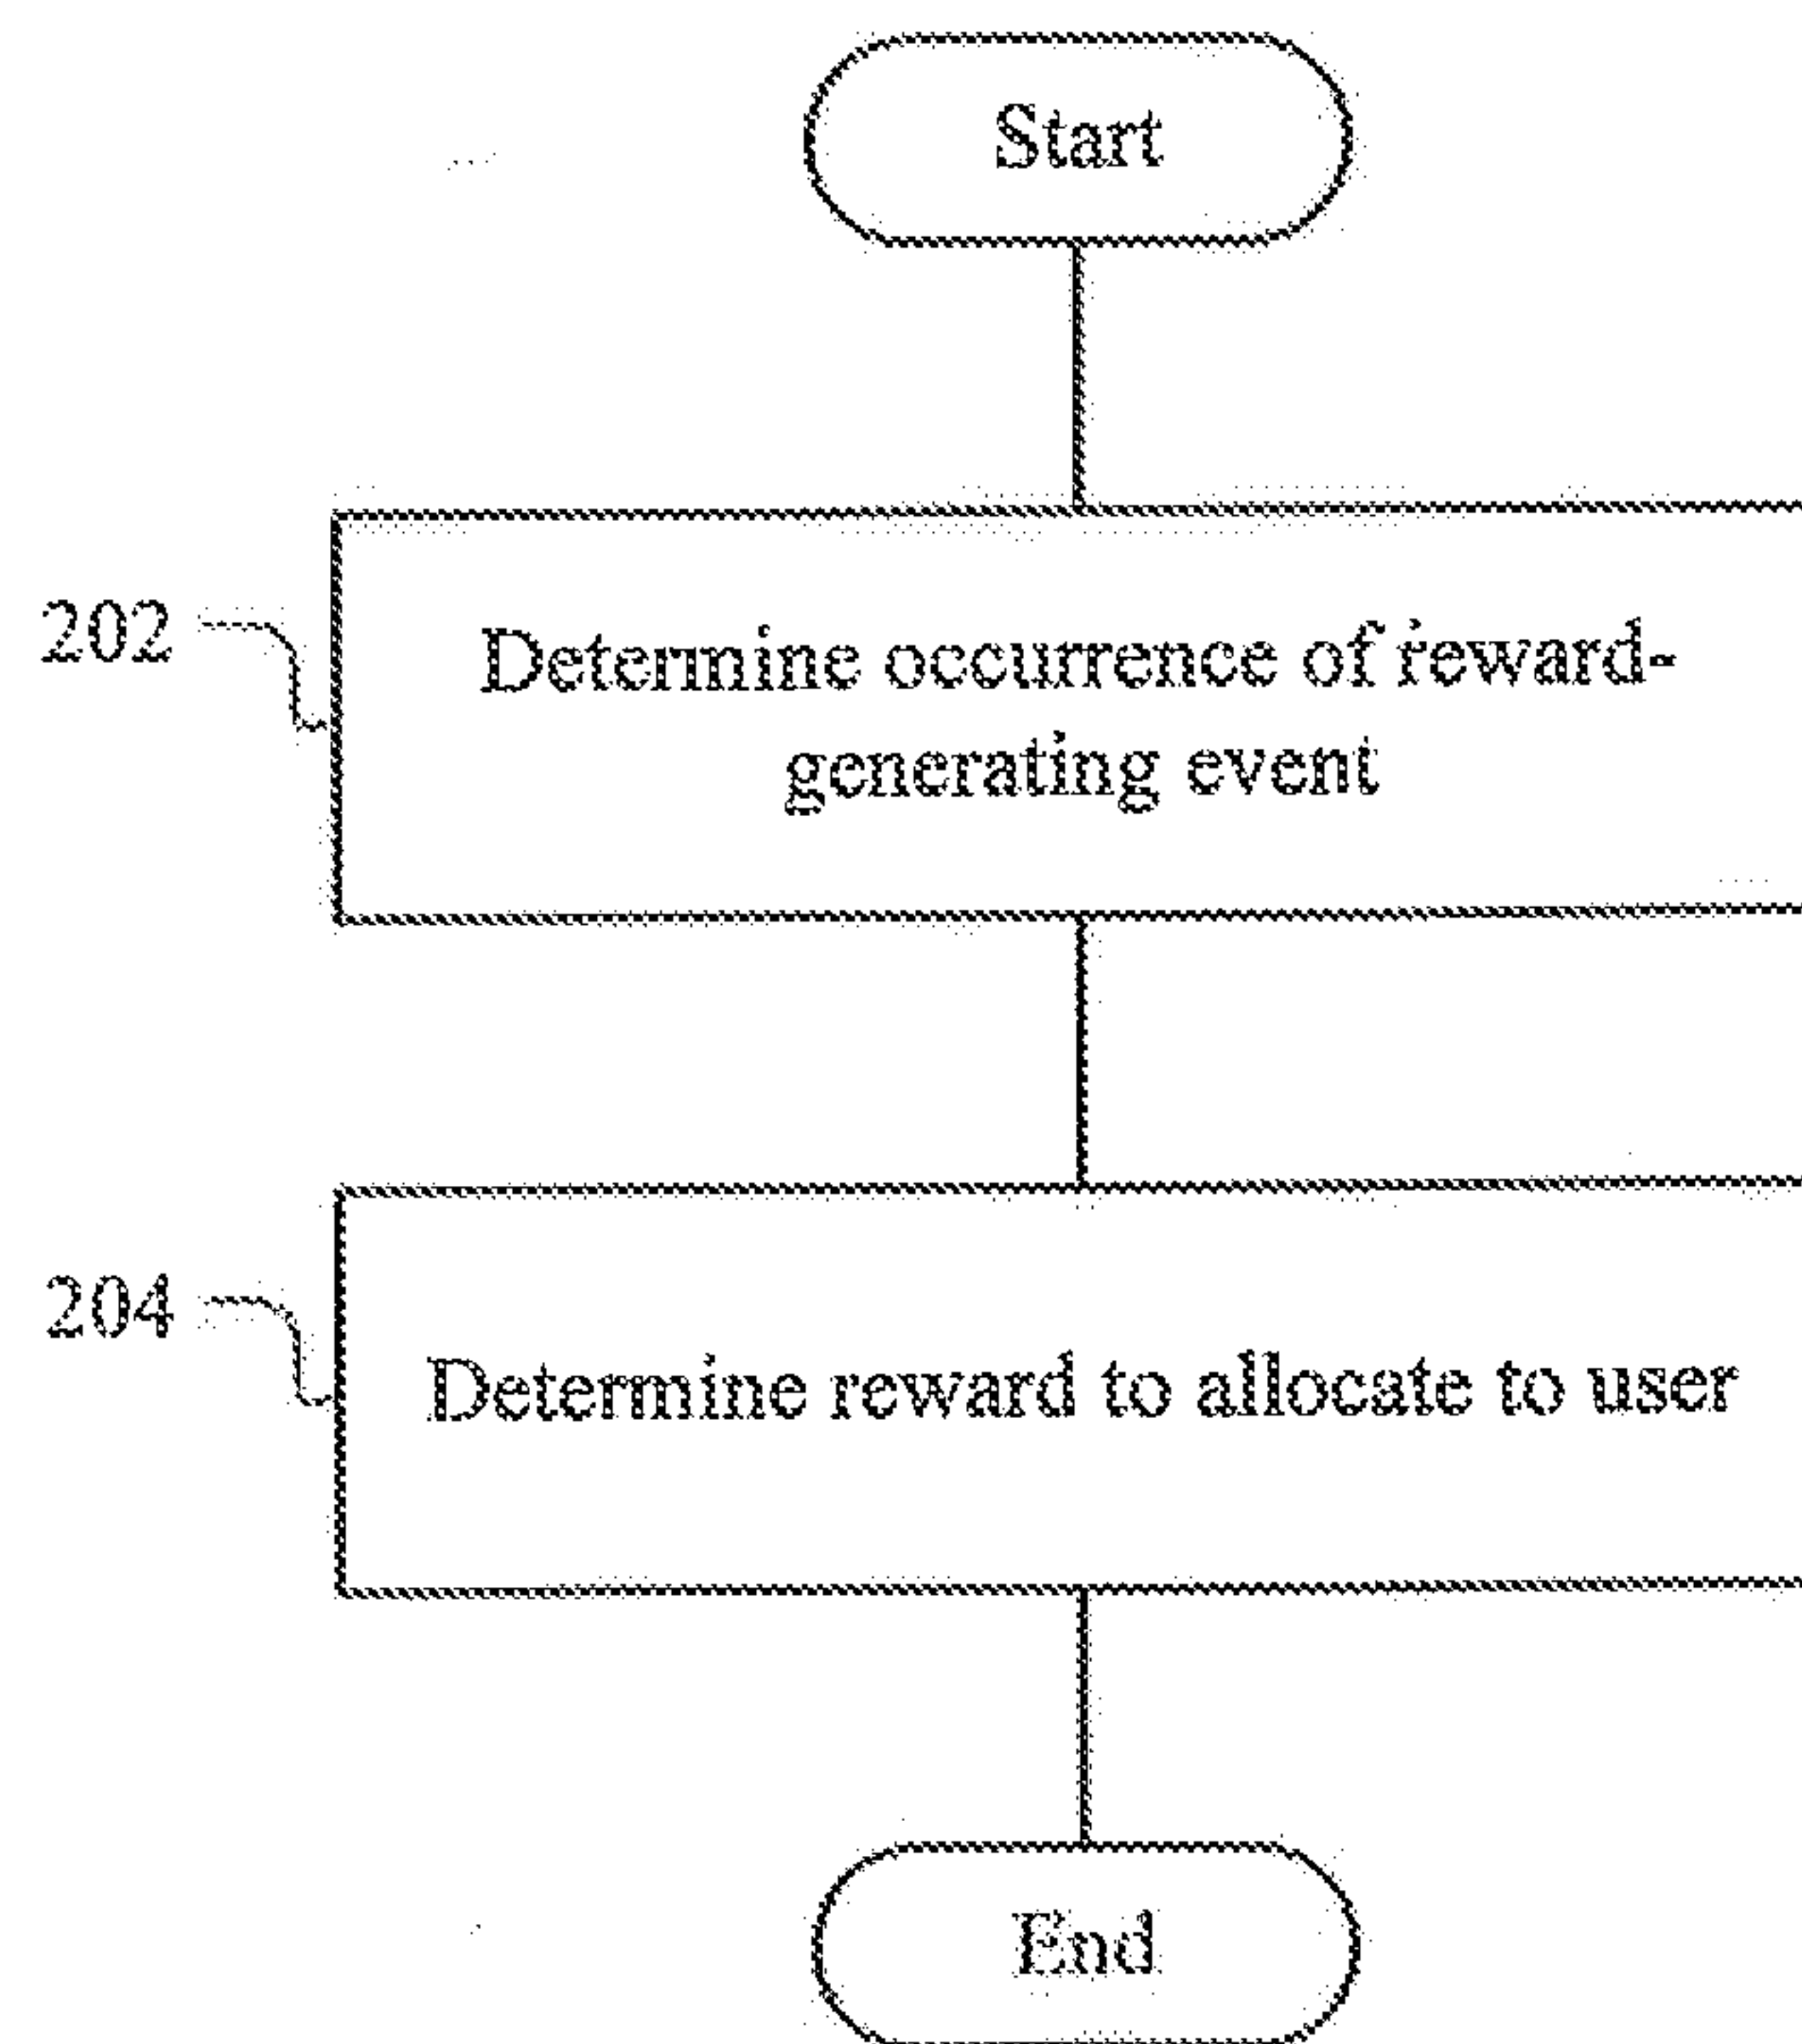 Start
202
Determine occurrence of reward-
generating event
204
Determine reward to allocate to user
End